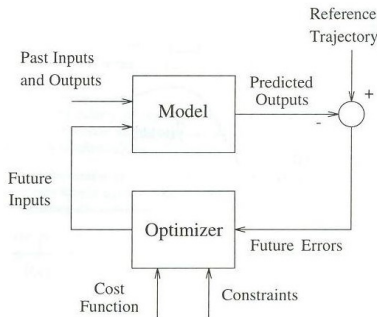 Reference
Trajectory
Past Inputs
and Outputs
Predicted
Outputs
+
-
Model
Future
Inputs
Optimizer
Future Errors
Cost
Function
Constraints